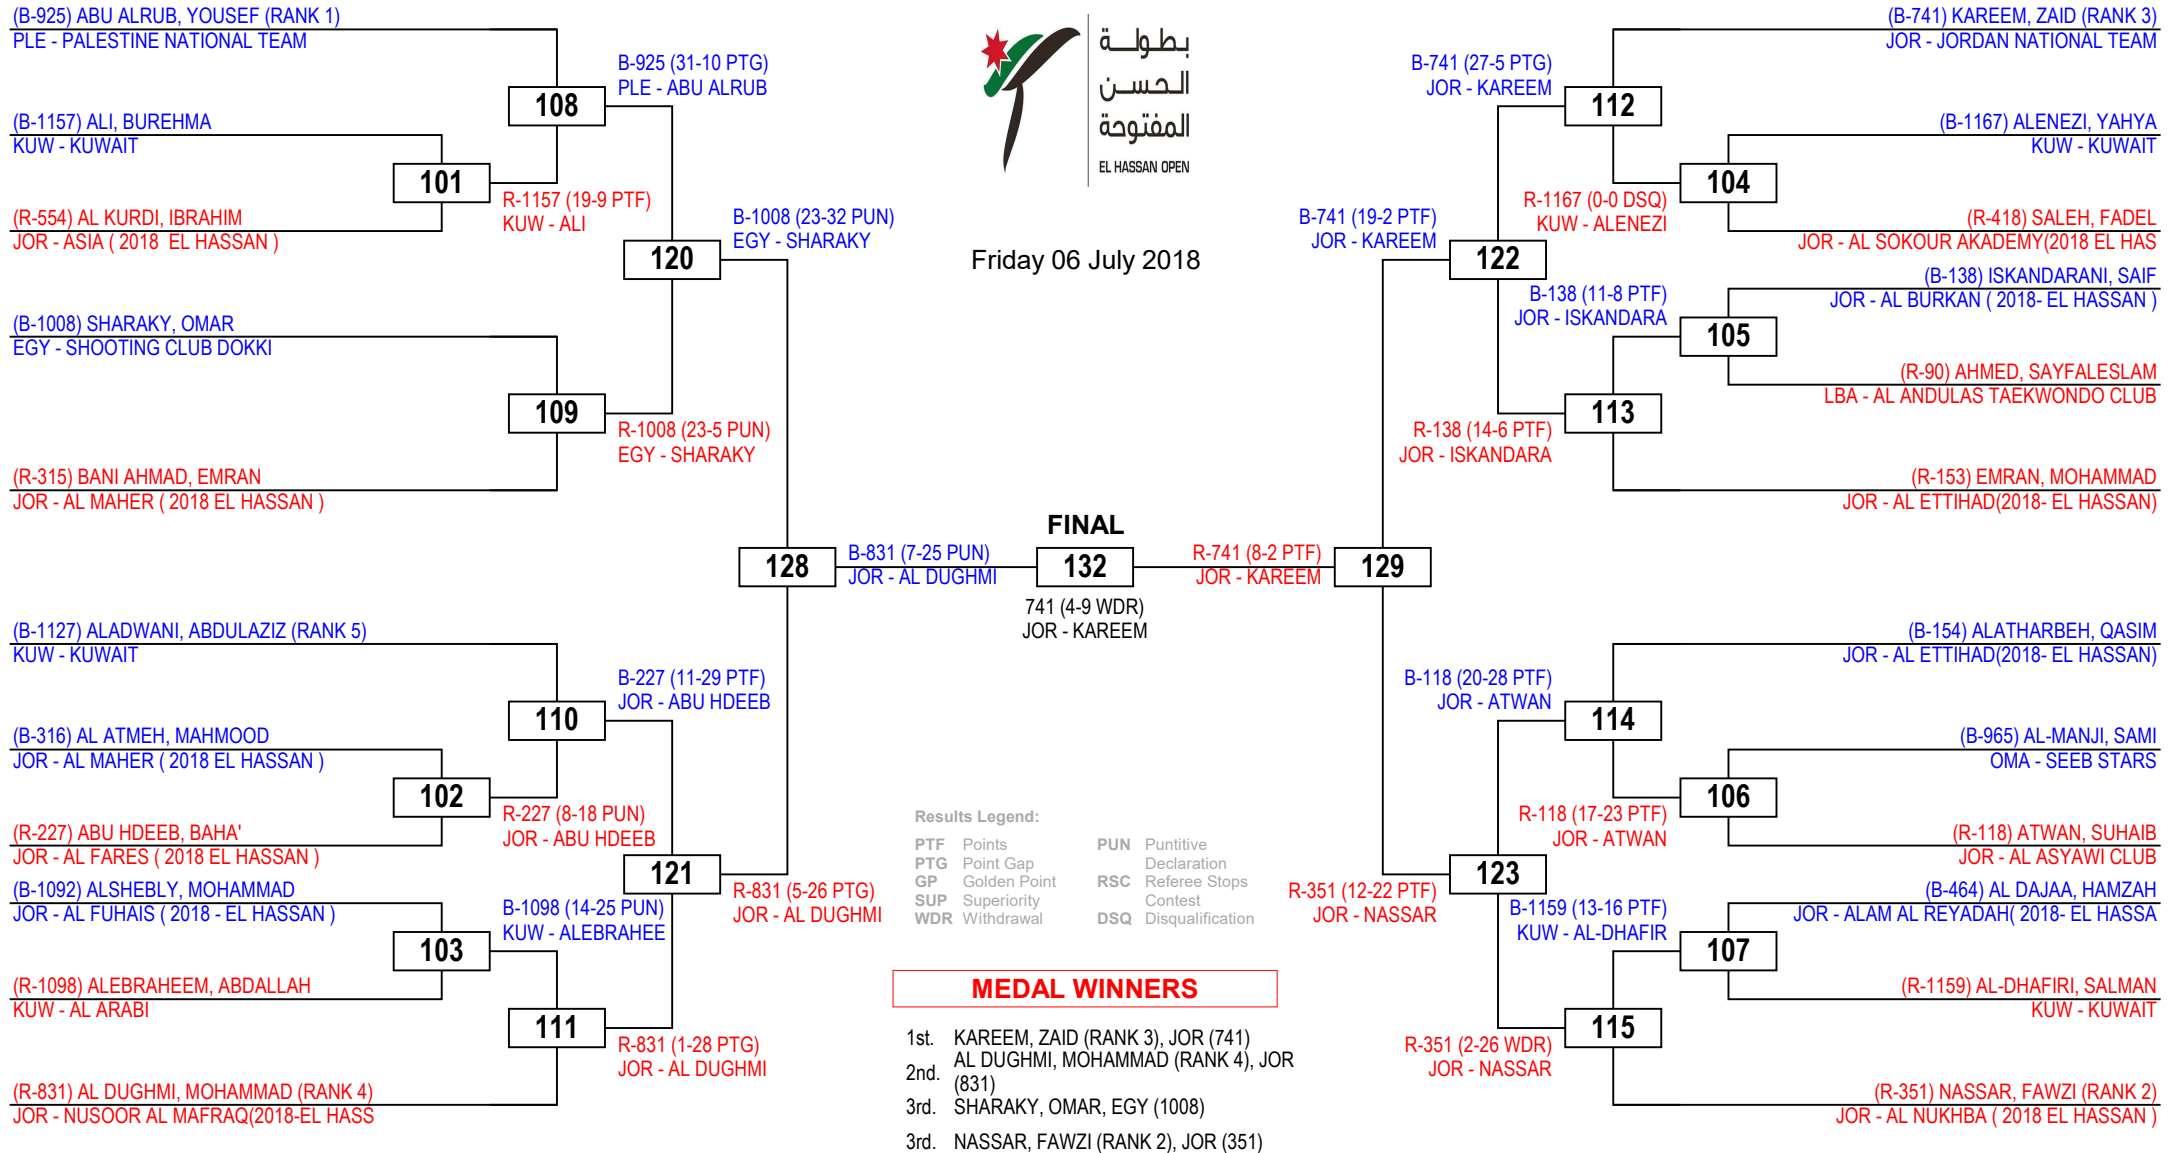 (B-925) ABU ALRUB, YOUSEF (RANK 1)
PLE - PALESTINE NATIONAL TEAM
B-925 (31-10 PTG)
PLE - ABU ALRUB
108
(B-1157) ALI, BUREHMA
KUW - KUWAIT
101
R-1157 (19-9 PTF)
KUW - ALI
(R-554) AL KURDI, IBRAHIM
JOR - ASIA ( 2018 EL HASSAN )
B-1008 (23-32 PUN)
EGY - SHARAKY
120
(B-1008) SHARAKY, OMAR
EGY - SHOOTING CLUB DOKKI
109
R-1008 (23-5 PUN)
EGY - SHARAKY
(R-315) BANI AHMAD, EMRAN
JOR - AL MAHER ( 2018 EL HASSAN )
128
B-831 (7-25 PUN)
JOR - AL DUGHMI
(B-1127) ALADWANI, ABDULAZIZ (RANK 5)
KUW - KUWAIT
B-227 (11-29 PTF)
JOR - ABU HDEEB
110
(B-316) AL ATMEH, MAHMOOD
JOR - AL MAHER ( 2018 EL HASSAN )
102
R-227 (8-18 PUN)
JOR - ABU HDEEB
(R-227) ABU HDEEB, BAHA'
JOR - AL FARES ( 2018 EL HASSAN )
121
R-831 (5-26 PTG)
JOR - AL DUGHMI
(B-1092) ALSHEBLY, MOHAMMAD
JOR - AL FUHAIS ( 2018 - EL HASSAN )
B-1098 (14-25 PUN)
KUW - ALEBRAHEE
103
(R-1098) ALEBRAHEEM, ABDALLAH
KUW - AL ARABI
111
R-831 (1-28 PTG)
JOR - AL DUGHMI
(R-831) AL DUGHMI, MOHAMMAD (RANK 4)
JOR - NUSOOR AL MAFRAQ(2018-EL HASS
بطولة
الحسن
المفتوحة
EL HASSAN OPEN
Friday 06 July 2018
FINAL
132
741 (4-9 WDR)
JOR - KAREEM
Results Legend:
PTF Points
PTG Point Gap
GP Golden Point
SUP Superiority
WDR Withdrawal
PUN Puntitive
Declaration
RSC Referee Stops
Contest
DSQ Disqualification
MEDAL WINNERS
1st. KAREEM, ZAID (RANK 3), JOR (741)
2nd. AL DUGHMI, MOHAMMAD (RANK 4), JOR
(831)
3rd. SHARAKY, OMAR, EGY (1008)
3rd. NASSAR, FAWZI (RANK 2), JOR (351)
(B-741) KAREEM, ZAID (RANK 3)
JOR - JORDAN NATIONAL TEAM
B-741 (27-5 PTG)
JOR - KAREEM
112
(B-1167) ALENEZI, YAHYA
KUW - KUWAIT
104
R-1167 (0-0 DSQ)
KUW - ALENEZI
(R-418) SALEH, FADEL
JOR - AL SOKOUR AKADEMY(2018 EL HAS
B-741 (19-2 PTF)
JOR - KAREEM
122
(B-138) ISKANDARANI, SAIF
JOR - AL BURKAN ( 2018- EL HASSAN )
B-138 (11-8 PTF)
JOR - ISKANDARA
105
(R-90) AHMED, SAYFALESLAM
LBA - AL ANDULAS TAEKWONDO CLUB
113
R-138 (14-6 PTF)
JOR - ISKANDARA
(R-153) EMRAN, MOHAMMAD
JOR - AL ETTIHAD(2018- EL HASSAN)
R-741 (8-2 PTF)
JOR - KAREEM
129
(B-154) ALATHARBEH, QASIM
JOR - AL ETTIHAD(2018- EL HASSAN)
B-118 (20-28 PTF)
JOR - ATWAN
114
(B-965) AL-MANJI, SAMI
OMA - SEEB STARS
106
R-118 (17-23 PTF)
JOR - ATWAN
(R-118) ATWAN, SUHAIB
JOR - AL ASYAWI CLUB
123
R-351 (12-22 PTF)
JOR - NASSAR
(B-464) AL DAJAA, HAMZAH
JOR - ALAM AL REYADAH( 2018- EL HASSA
B-1159 (13-16 PTF)
KUW - AL-DHAFIR
107
(R-1159) AL-DHAFIRI, SALMAN
KUW - KUWAIT
115
R-351 (2-26 WDR)
JOR - NASSAR
(R-351) NASSAR, FAWZI (RANK 2)
JOR - AL NUKHBA ( 2018 EL HASSAN )